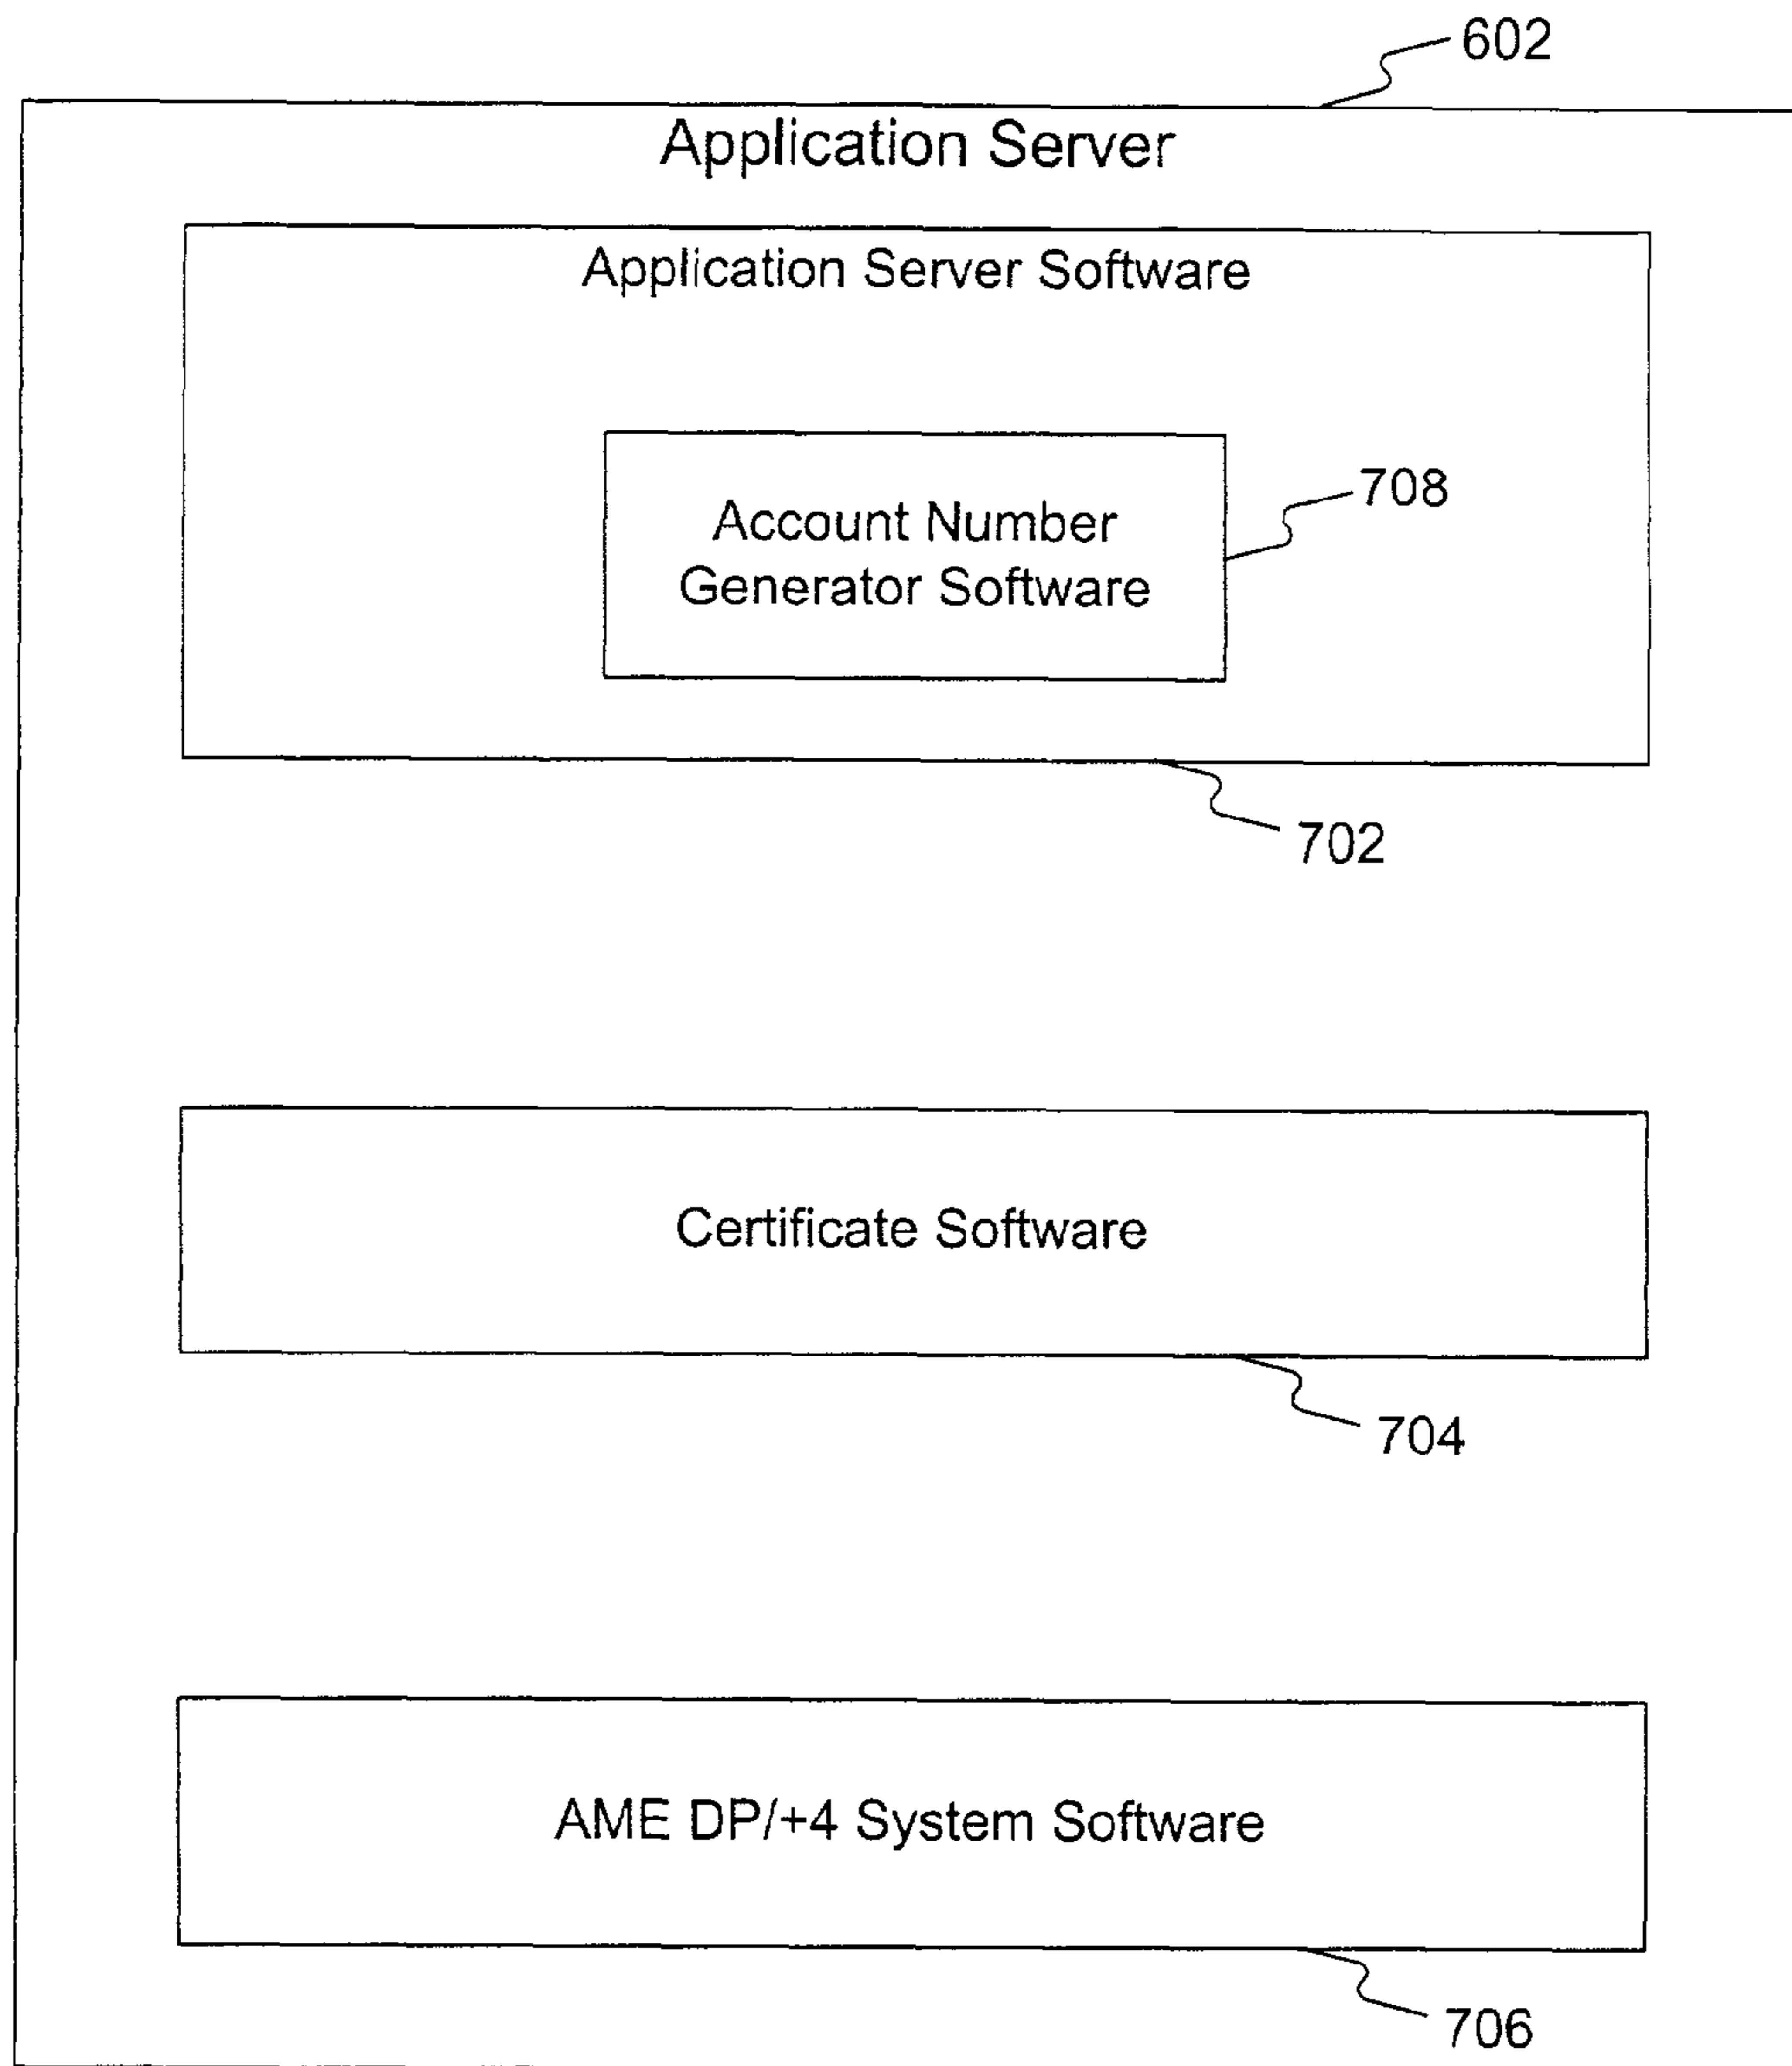 602
Application Server
Application Server Software
708
Account Number
Generator Software
702
Certificate Software
704
AME DP/+4 System Software
706